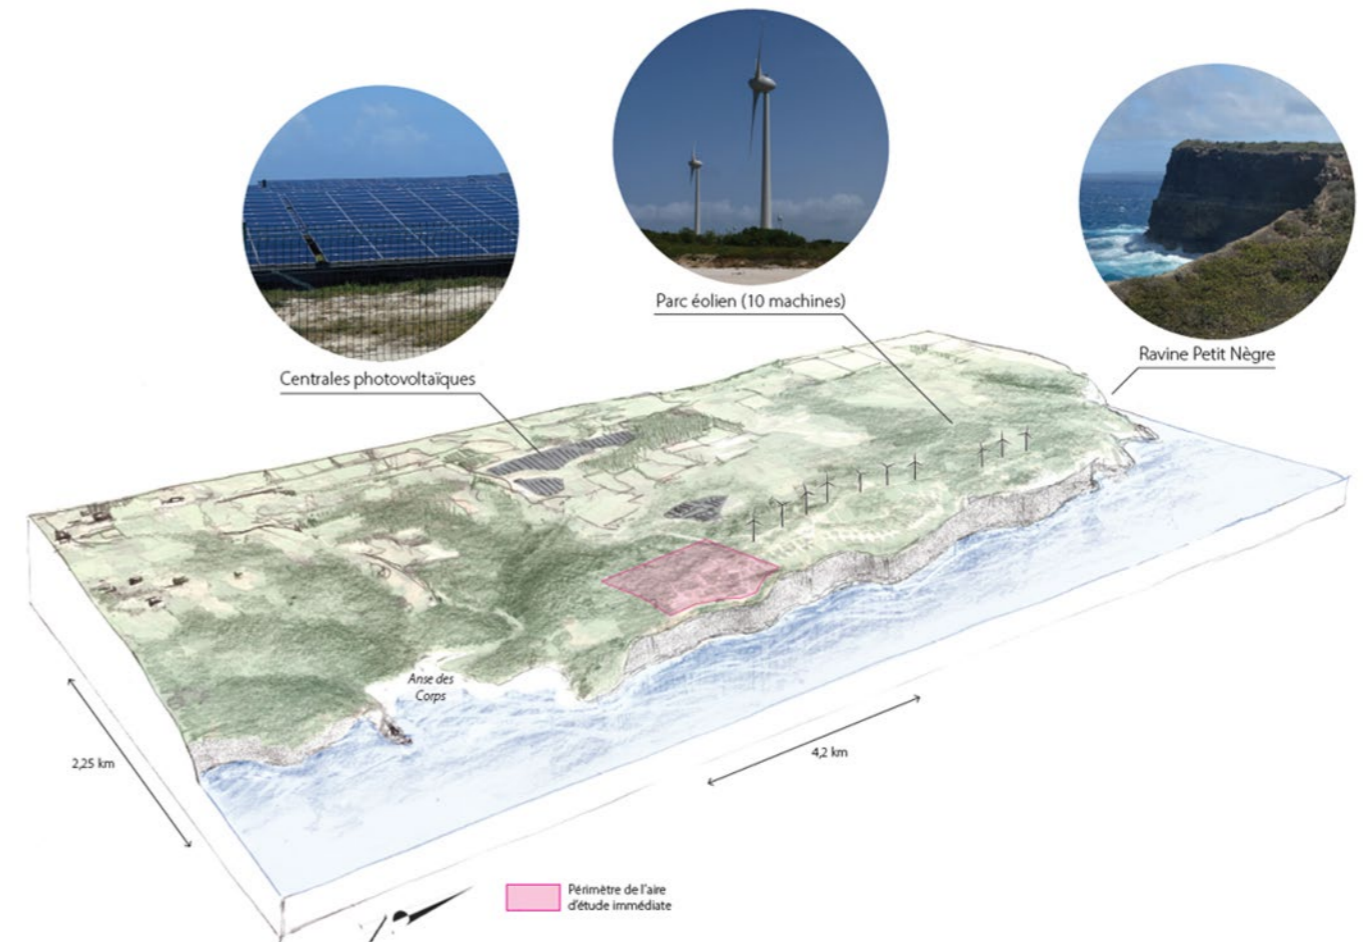 Parc éolien (10 machines)
Ravine Petit Nègre
Centrales photovoltaïques
Anse des
Corps
2,25 km
4,2 km
Périmètre de l'aire
d'étude immédiate